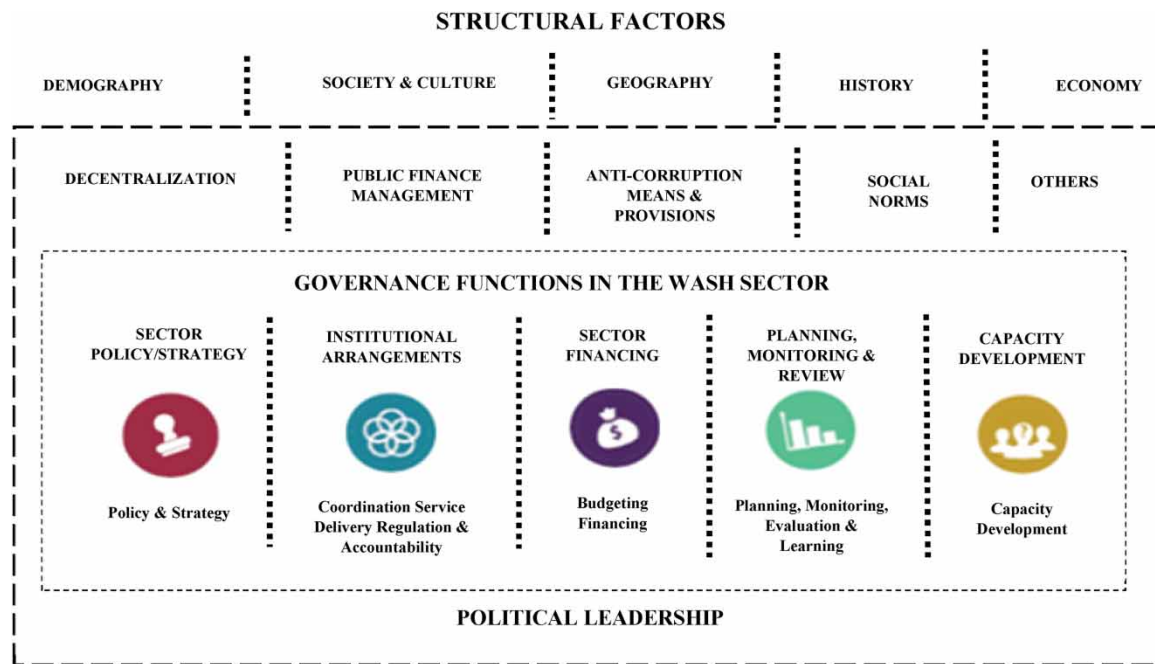 STRUCTURAL FACTORS
DEMOGRAPHY
SOCIETY & CULTURE
GEOGRAPHY
HISTORY
ECONOMY
DECENTRALIZATION
PUBLIC FINANCE
MANAGEMENT
ANTI-CORRUPTION
MEANS &
PROVISIONS
SOCIAL
NORMS
OTHERS
GOVERNANCE FUNCTIONS IN THE WASH SECTOR
SECTOR
POLICY/STRATEGY
INSTITUTIONAL
ARRANGEMENTS
SECTOR
FINANCING
PLANNING,
MONITORING &
REVIEW
CAPACITY
DEVELOPMENT
$
?
Policy & Strategy
Coordination Service
Delivery Regulation &
Accountability
Budgeting
Financing
Planning, Monitoring,
Evaluation &
Learning
Capacity
Development
POLITICAL LEADERSHIP